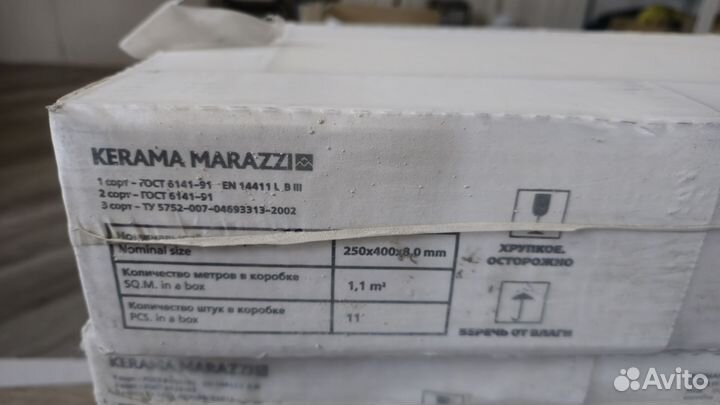 KERAMA MARAZZI
1 сорт – ГОСТ 6141-91 EN 14411 L B III
2 сорт – ГОСТ 6141-91
3 сорт – ТУ 5752-007-04693313-2002
Nominal size 250x400x8,0 mm
Количество метров в коробке
SQ.M. in a box 1,1 m²
Количество штук в коробке
PCS. in a box 11
ХРУПКОЕ.
ОСТОРОЖНО
БЕРЕЧЬ ОТ ВЛАГИ
KERAMA MARAZZI
Avito